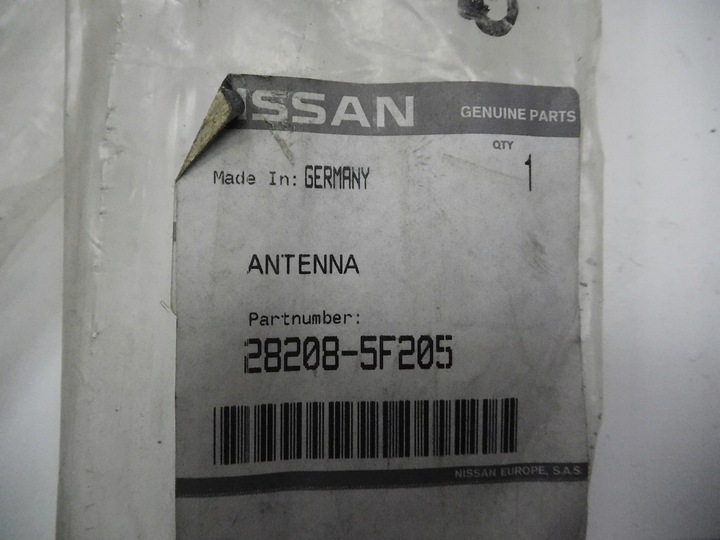 NISSAN GENUINE PARTS
QTY
Made In: GERMANY 1
ANTENNA
Partnumber:
28208-5F205
NISSAN EUROPE, S.A.S.